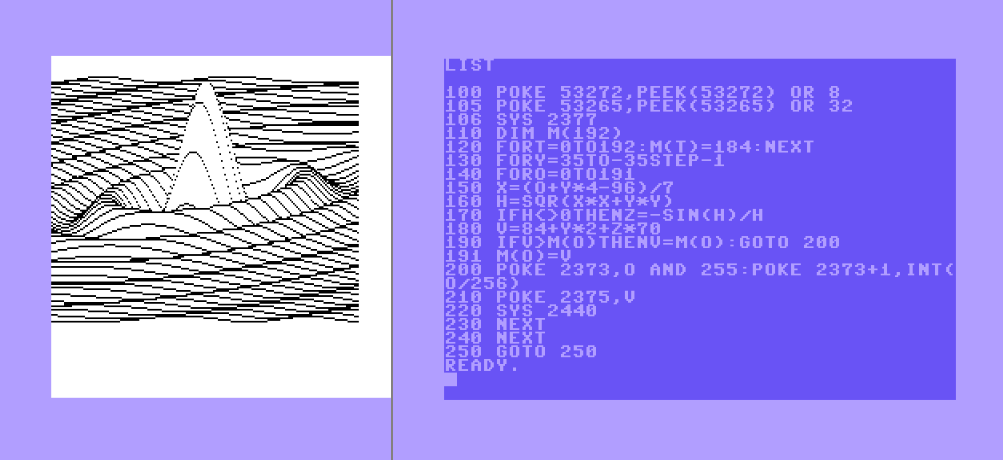 LIST
100 POKE 53272,PEEK(53272) OR 8
105 POKE 53265,PEEK(53265) OR 32
106 SYS 2377
110 DIM M(192)
120 FORT=0TO192:M(T)=184:NEXT
130 FORY=35TO-35STEP-1
140 FORO=0TO191
150 X=(O+Y*4-96)/7
160 H=SQR(X*X+Y*Y)
170 IFH<>0THENZ=-SIN(H)/H
180 V=84+Y*2+Z*70
190 IFV>M(O)THENV=M(O):GOTO 200
191 M(O)=V
200 POKE 2373,O AND 255:POKE 2373+1,INT(
O/256)
210 POKE 2375,V
220 SYS 2440
230 NEXT
240 NEXT
250 GOTO 250
READY.